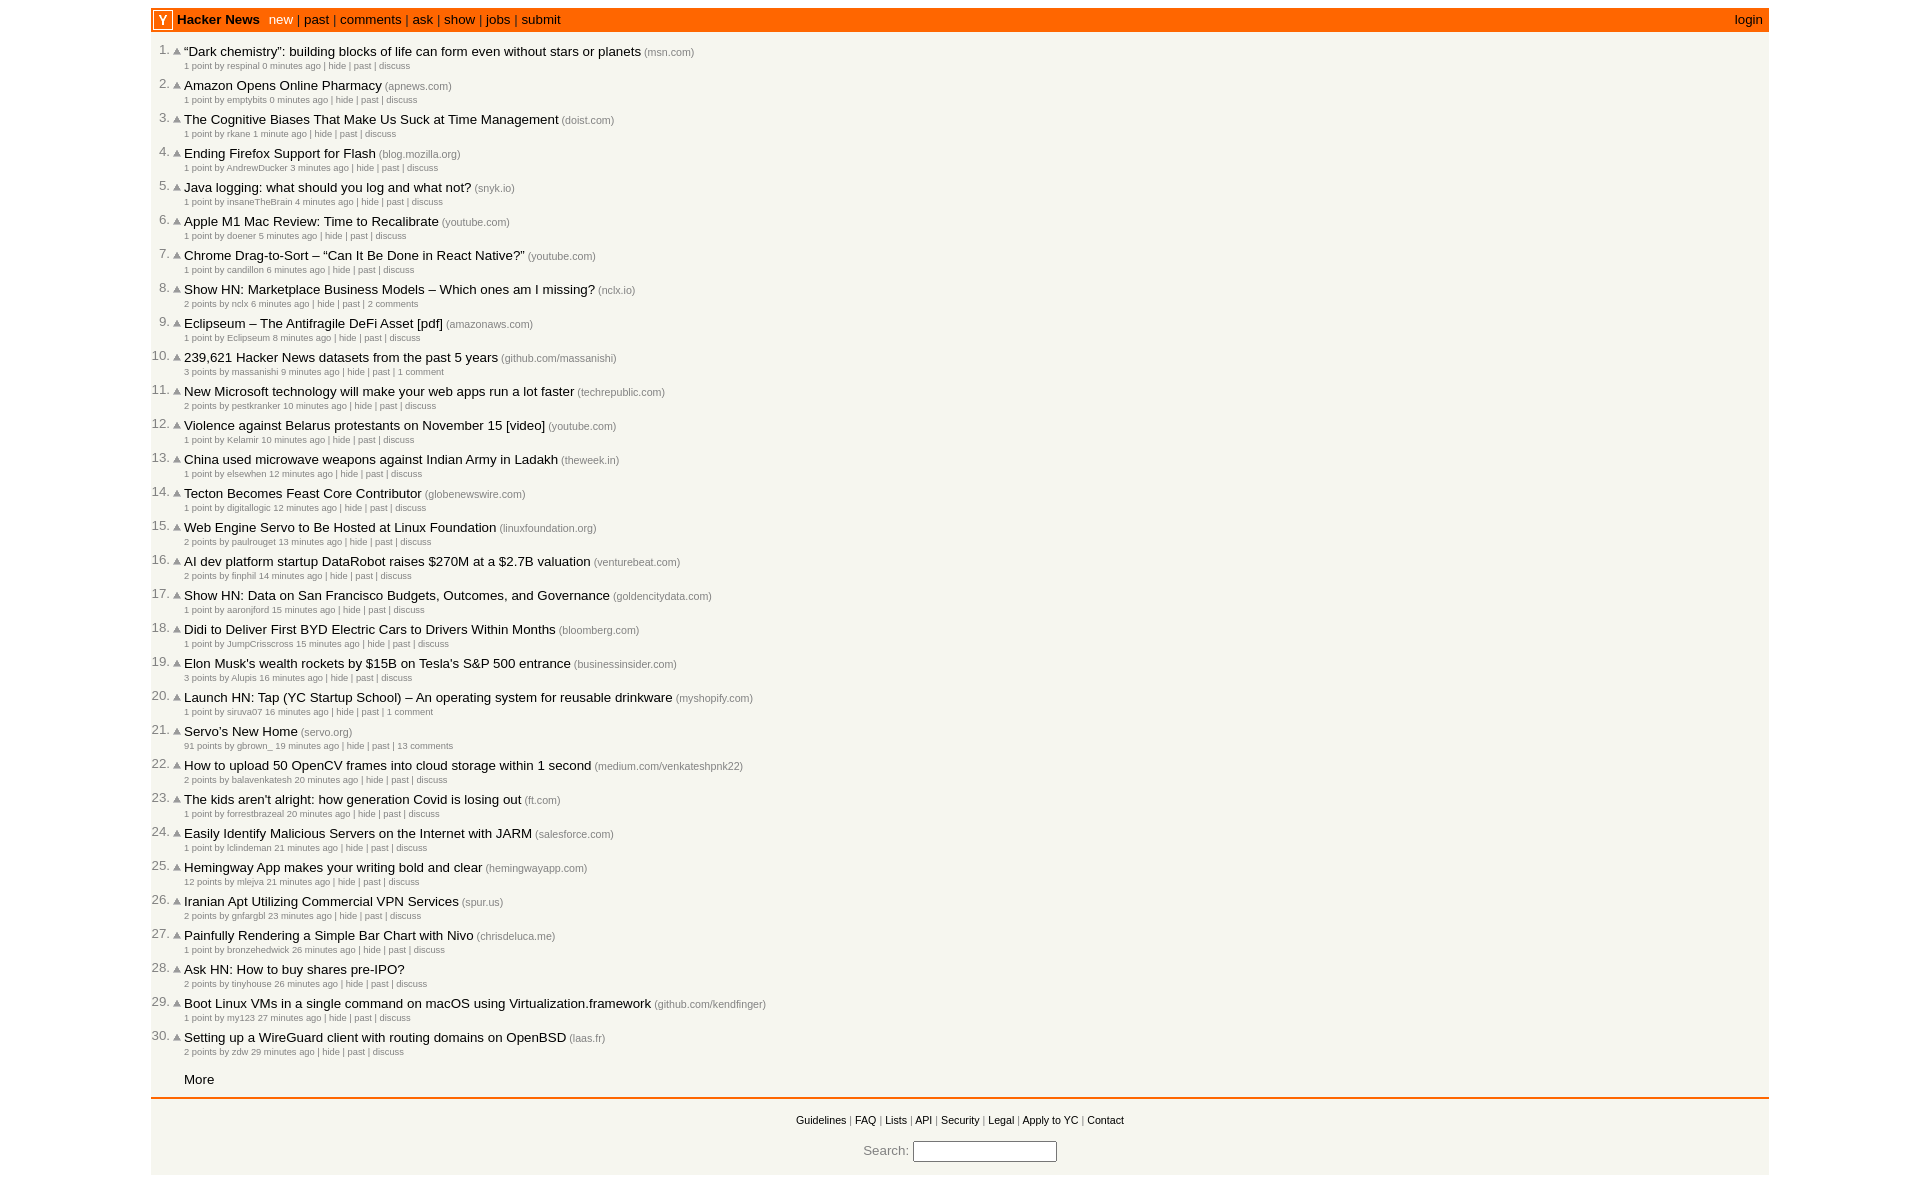 Y Hacker News new | past | comments | ask | show | jobs | submit login
1. “Dark chemistry”: building blocks of life can form even without stars or planets (msn.com)
1 point by respinal 0 minutes ago | hide | past | discuss
2. Amazon Opens Online Pharmacy (apnews.com)
1 point by emptybits 0 minutes ago | hide | past | discuss
3. The Cognitive Biases That Make Us Suck at Time Management (doist.com)
1 point by rkane 1 minute ago | hide | past | discuss
4. Ending Firefox Support for Flash (blog.mozilla.org)
1 point by AndrewDucker 3 minutes ago | hide | past | discuss
5. Java logging: what should you log and what not? (snyk.io)
1 point by insaneTheBrain 4 minutes ago | hide | past | discuss
6. Apple M1 Mac Review: Time to Recalibrate (youtube.com)
1 point by doener 5 minutes ago | hide | past | discuss
7. Chrome Drag-to-Sort – “Can It Be Done in React Native?” (youtube.com)
1 point by candillon 6 minutes ago | hide | past | discuss
8. Show HN: Marketplace Business Models – Which ones am I missing? (nclx.io)
2 points by nclx 6 minutes ago | hide | past | 2 comments
9. Eclipseum – The Antifragile DeFi Asset [pdf] (amazonaws.com)
1 point by Eclipseum 8 minutes ago | hide | past | discuss
10. 239,621 Hacker News datasets from the past 5 years (github.com/massanishi)
3 points by massanishi 9 minutes ago | hide | past | 1 comment
11. New Microsoft technology will make your web apps run a lot faster (techrepublic.com)
2 points by pestkranker 10 minutes ago | hide | past | discuss
12. Violence against Belarus protestants on November 15 [video] (youtube.com)
1 point by Kelamir 10 minutes ago | hide | past | discuss
13. China used microwave weapons against Indian Army in Ladakh (theweek.in)
1 point by elsewhen 12 minutes ago | hide | past | discuss
14. Tecton Becomes Feast Core Contributor (globenewswire.com)
1 point by digitallogic 12 minutes ago | hide | past | discuss
15. Web Engine Servo to Be Hosted at Linux Foundation (linuxfoundation.org)
2 points by paulrouget 13 minutes ago | hide | past | discuss
16. AI dev platform startup DataRobot raises $270M at a $2.7B valuation (venturebeat.com)
2 points by finphil 14 minutes ago | hide | past | discuss
17. Show HN: Data on San Francisco Budgets, Outcomes, and Governance (goldencitydata.com)
1 point by aaronjford 15 minutes ago | hide | past | discuss
18. Didi to Deliver First BYD Electric Cars to Drivers Within Months (bloomberg.com)
1 point by JumpCrisscross 15 minutes ago | hide | past | discuss
19. Elon Musk's wealth rockets by $15B on Tesla's S&P 500 entrance (businessinsider.com)
3 points by Alupis 16 minutes ago | hide | past | discuss
20. Launch HN: Tap (YC Startup School) – An operating system for reusable drinkware (myshopify.com)
1 point by siruva07 16 minutes ago | hide | past | 1 comment
21. Servo’s New Home (servo.org)
91 points by gbrown_ 19 minutes ago | hide | past | 13 comments
22. How to upload 50 OpenCV frames into cloud storage within 1 second (medium.com/venkateshpnk22)
2 points by balavenkatesh 20 minutes ago | hide | past | discuss
23. The kids aren't alright: how generation Covid is losing out (ft.com)
1 point by forrestbrazeal 20 minutes ago | hide | past | discuss
24. Easily Identify Malicious Servers on the Internet with JARM (salesforce.com)
1 point by lclindeman 21 minutes ago | hide | past | discuss
25. Hemingway App makes your writing bold and clear (hemingwayapp.com)
12 points by mlejva 21 minutes ago | hide | past | discuss
26. Iranian Apt Utilizing Commercial VPN Services (spur.us)
2 points by gnfargbl 23 minutes ago | hide | past | discuss
27. Painfully Rendering a Simple Bar Chart with Nivo (chrisdeluca.me)
1 point by bronzehedwick 26 minutes ago | hide | past | discuss
28. Ask HN: How to buy shares pre-IPO?
2 points by tinyhouse 26 minutes ago | hide | past | discuss
29. Boot Linux VMs in a single command on macOS using Virtualization.framework (github.com/kendfinger)
1 point by my123 27 minutes ago | hide | past | discuss
30. Setting up a WireGuard client with routing domains on OpenBSD (laas.fr)
2 points by zdw 29 minutes ago | hide | past | discuss
More
Guidelines | FAQ | Lists | API | Security | Legal | Apply to YC | Contact
Search: